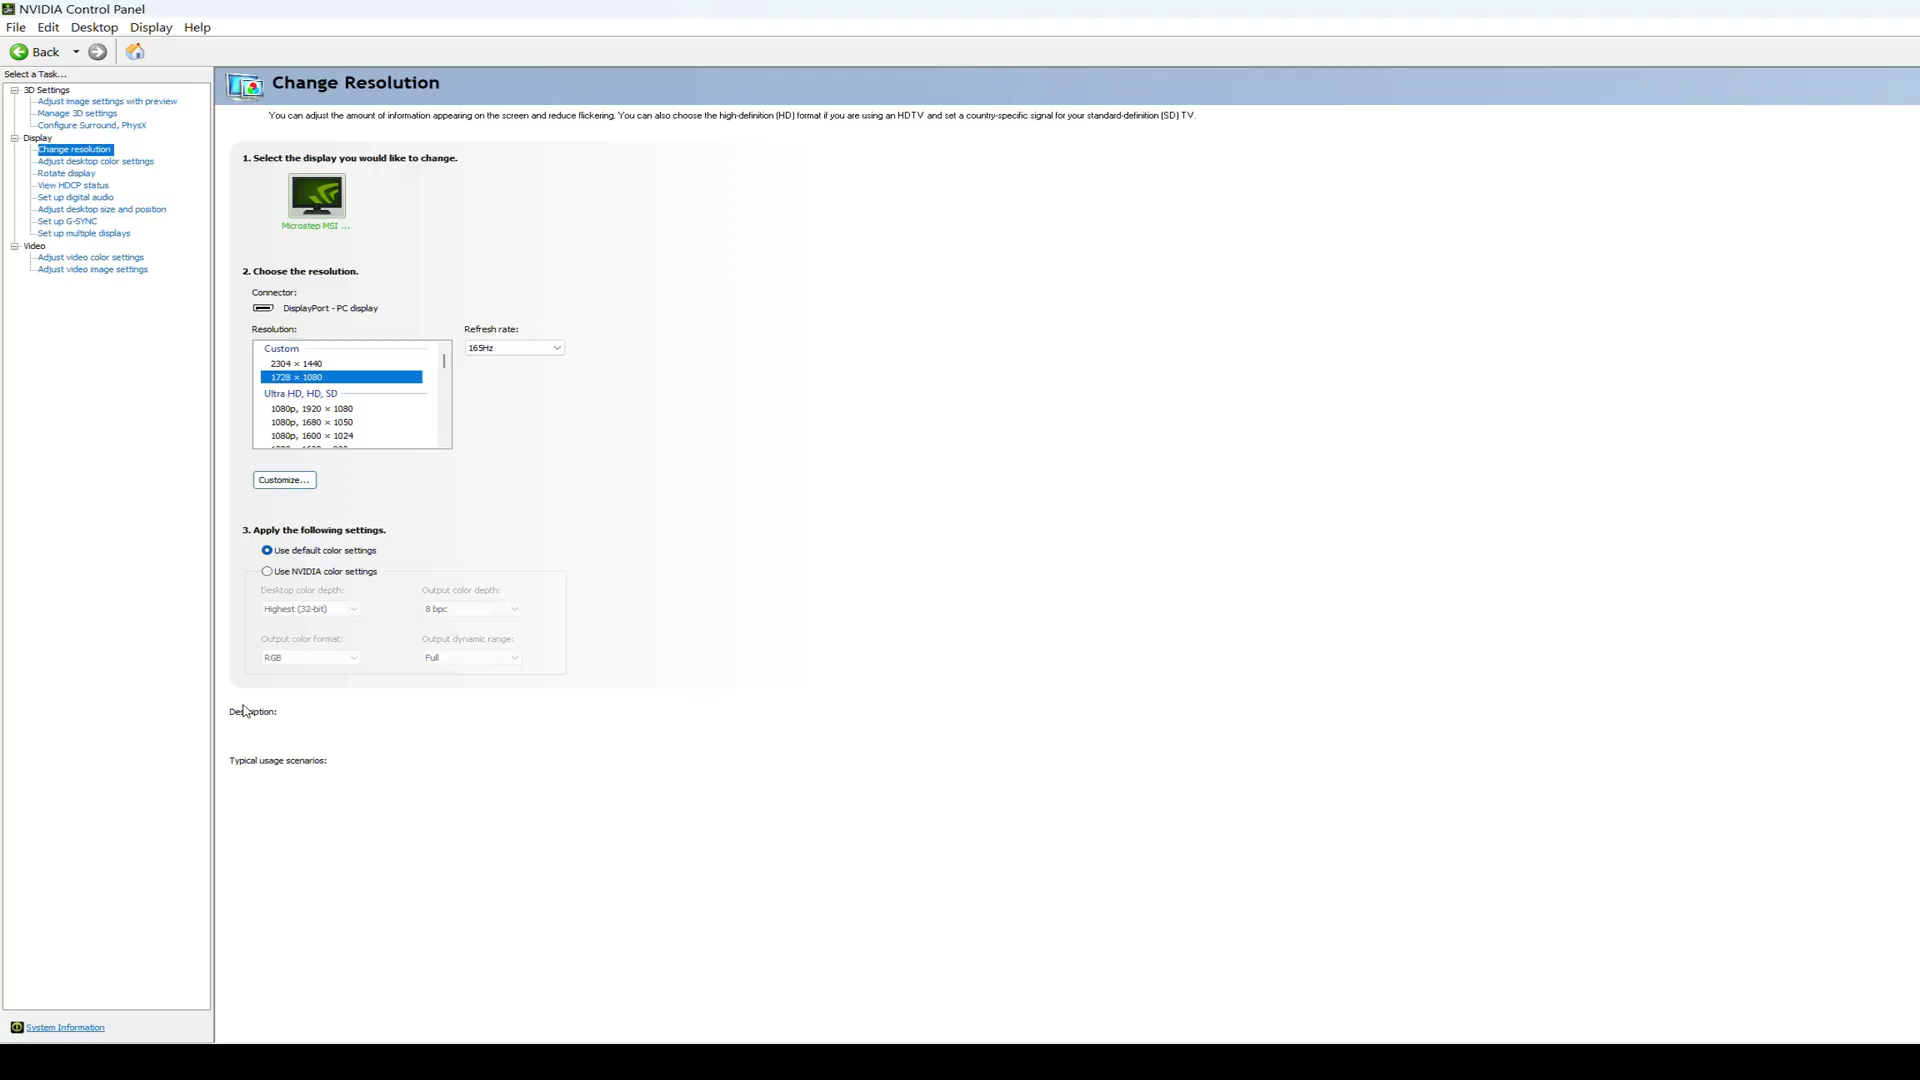 NVIDIA Control Panel
File Edit Desktop Display Help
Back
Select a Task...
3D Settings
Adjust image settings with preview
Manage 3D settings
Configure Surround, PhysX
Display
Change resolution
Adjust desktop color settings
Rotate display
View HDCP status
Set up digital audio
Adjust desktop size and position
Set up G-SYNC
Set up multiple displays
Video
Adjust video color settings
Adjust video image settings
System Information
Change Resolution
You can adjust the amount of information appearing on the screen and reduce flickering. You can also choose the high-definition (HD) format if you are using an HDTV and set a country-specific signal for your standard-definition (SD) TV.
1. Select the display you would like to change.
Microstep MSI ...
2. Choose the resolution.
Connector:
DisplayPort - PC display
Resolution:
Refresh rate:
165Hz
Custom
2304 × 1440
1728 × 1080
Ultra HD, HD, SD
1080p, 1920 × 1080
1080p, 1680 × 1050
1080p, 1600 × 1024
Customize...
3. Apply the following settings.
Use default color settings
Use NVIDIA color settings
Desktop color depth: Output color depth:
Highest (32-bit) 8 bpc
Output color format: Output dynamic range:
RGB Full
Description:
Typical usage scenarios: